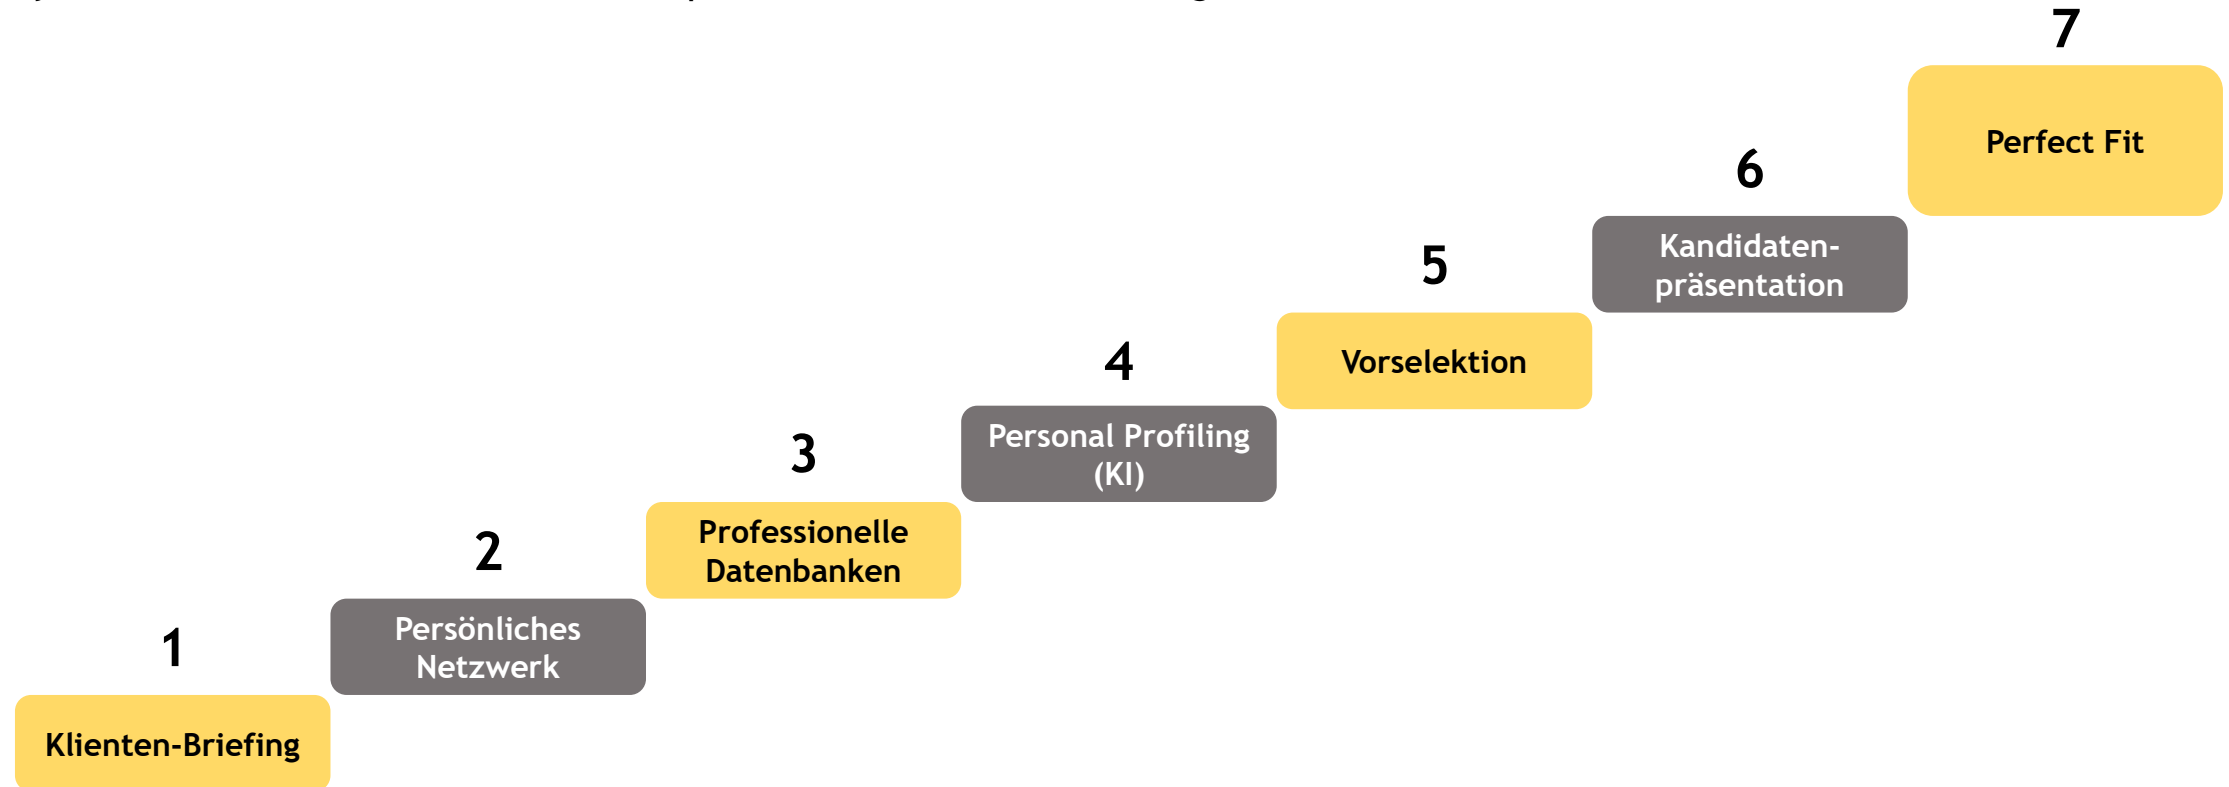 1
Klienten-Briefing
2
Persönliches
Netzwerk
3
Professionelle
Datenbanken
4
Personal Profiling
(KI)
5
Vorselektion
6
Kandidaten-
präsentation
7
Perfect Fit